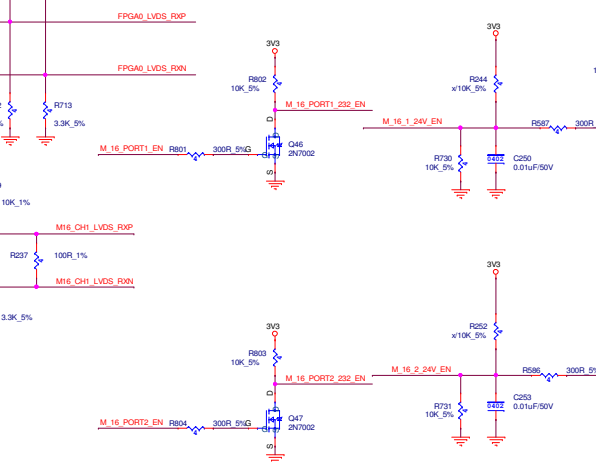 FPGA0_LVDS_RXP
FPGA0_LVDS_RXN
R713
3.3K_5%
3V3
R802
10K_5%
M_16_PORT1_232_EN
D
Q46
2N7002
G
S
M_16_PORT1_EN
R801
300R_5%
3V3
R244
x/10K_5%
M_16_1_24V_EN
R587
300R
R730
10K_5%
0402
C250
0.01uF/50V
10K_1%
M16_CH1_LVDS_RXP
R237
100R_1%
M16_CH1_LVDS_RXN
3.3K_5%
3V3
R803
10K_5%
M_16_PORT2_232_EN
D
Q47
2N7002
G
S
M_16_PORT2_EN
R804
300R_5%
3V3
R252
x/10K_5%
M_16_2_24V_EN
R586
300R_5%
R731
10K_5%
0402
C253
0.01uF/50V